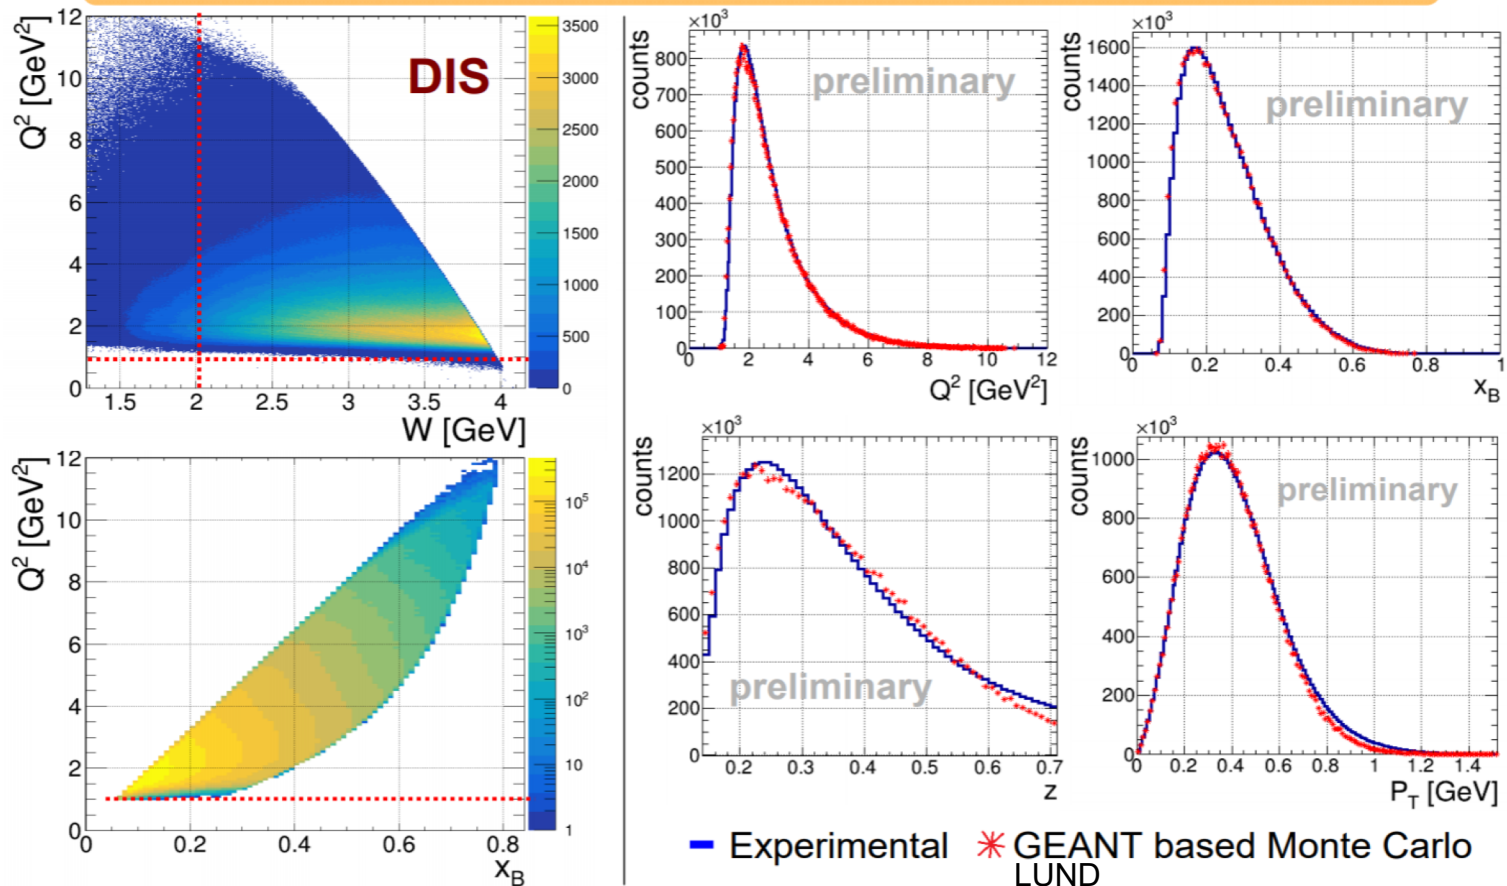 DIS
Q² [GeV²]
12
10
8
6
4
2
0
1.5 2 2.5 3 3.5 4
W [GeV]
3500
3000
2500
2000
1500
1000
500
0
Q² [GeV²]
12
10
8
6
4
2
0
0 0.2 0.4 0.6 0.8
x_B
10⁵
10⁴
10³
10²
10
1
×10³
counts
preliminary
800
700
600
500
400
300
200
100
0
0 2 4 6 8 10 12
Q² [GeV²]
×10³
counts
preliminary
1600
1400
1200
1000
800
600
400
200
0
0 0.2 0.4 0.6 0.8 1
x_B
×10³
counts
1200
1000
800
600
400
200
0
preliminary
0.2 0.3 0.4 0.5 0.6 0.7
z
×10³
counts
preliminary
1000
800
600
400
200
0
0 0.2 0.4 0.6 0.8 1 1.2 1.4
P_T [GeV]
Experimental GEANT based Monte Carlo
LUND